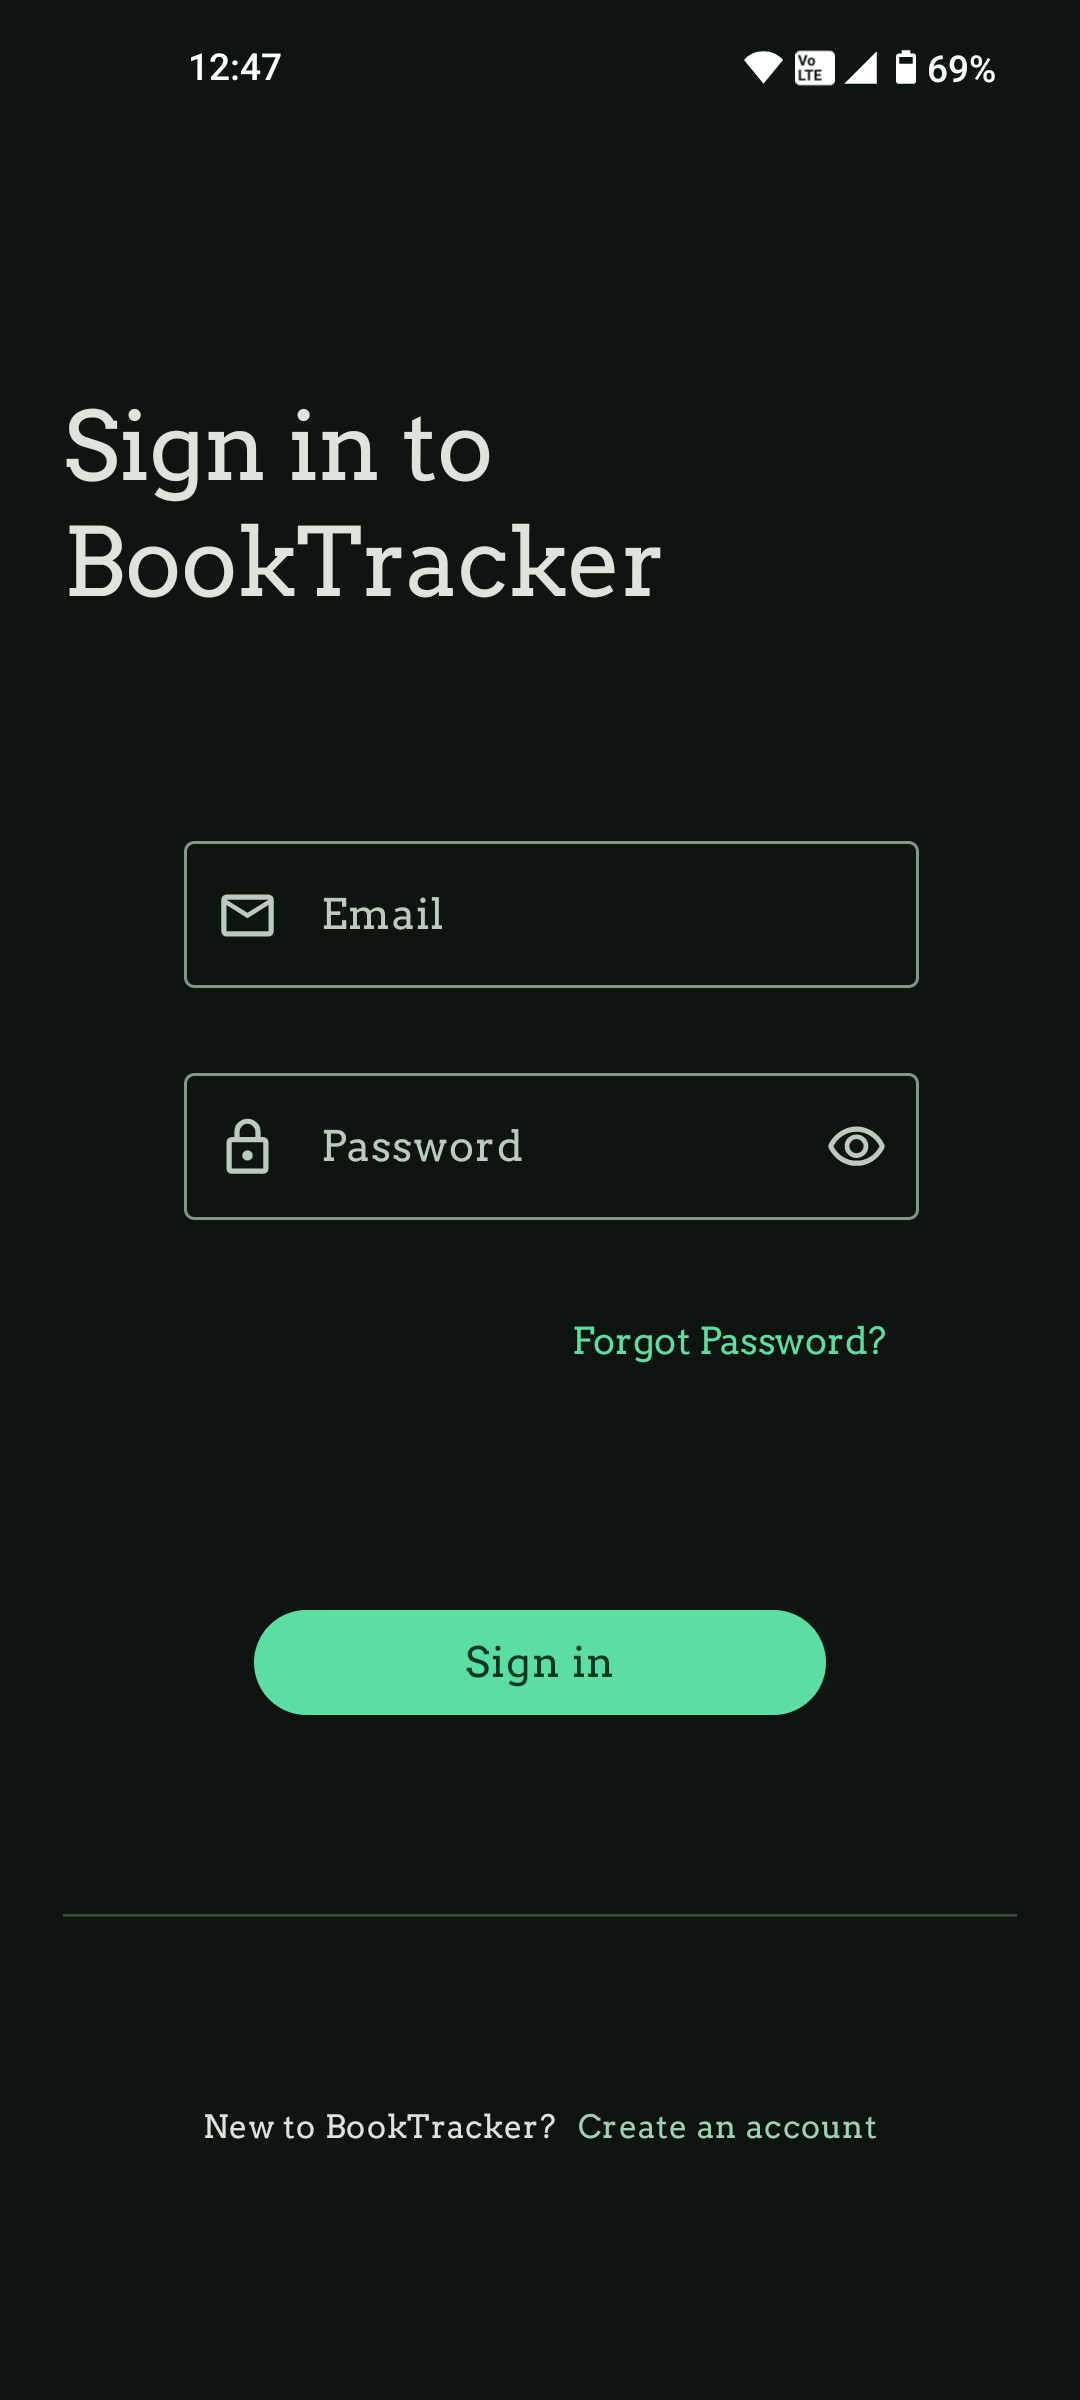 12:47
Vo LTE 69%
Sign in to
BookTracker
Email
Password
Forgot Password?
Sign in
New to BookTracker? Create an account